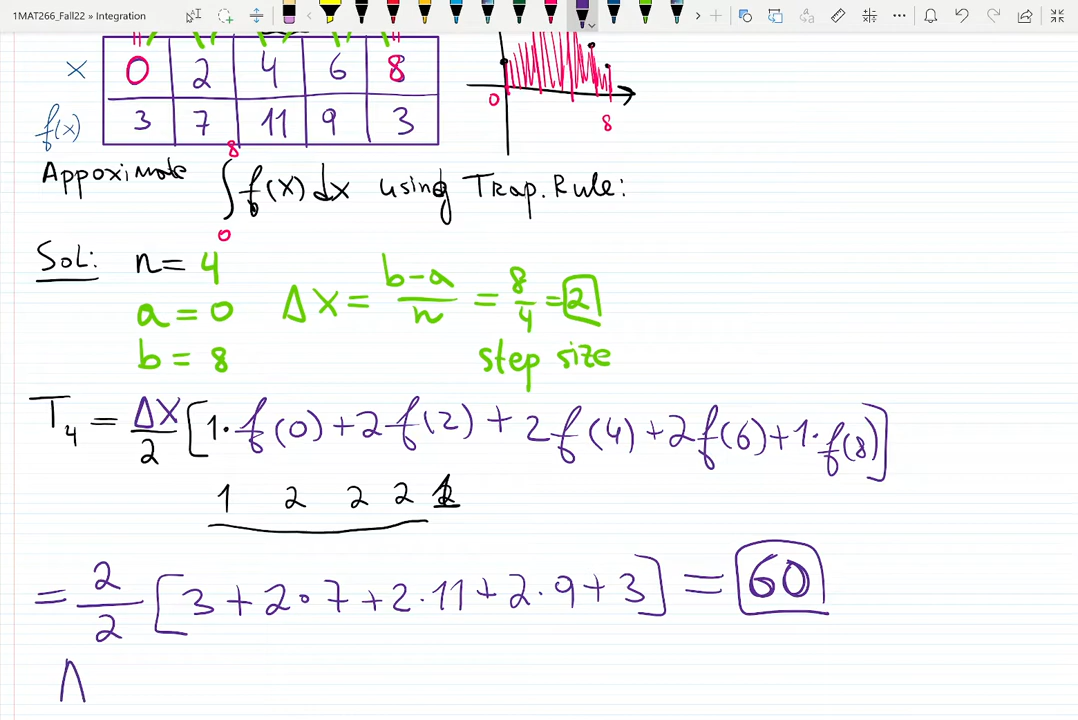 1MAT266_Fall22 » Integration
x 0 2 4 6 8
f(x) 3 7 11 9 3
0 8
Appoximate ∫₀⁸ f(x) dx using Trap. Rule:
Sol: n = 4
a = 0 Δx = b-a/n = 8/4 = 2
b = 8 step size
T₄ = Δx/2 [1·f(0) + 2f(2) + 2f(4) + 2f(6) + 1·f(8)]
1 2 2 2 1
= 2/2 [3 + 2·7 + 2·11 + 2·9 + 3] = 60